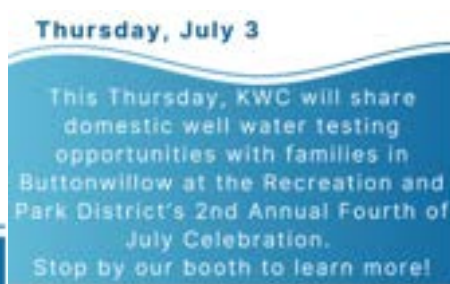 Thursday, July 3
This Thursday, KWC will share
domestic well water testing
opportunities with families in
Buttonwillow at the Recreation and
Park District's 2nd Annual Fourth of
July Celebration.
Stop by our booth to learn more!